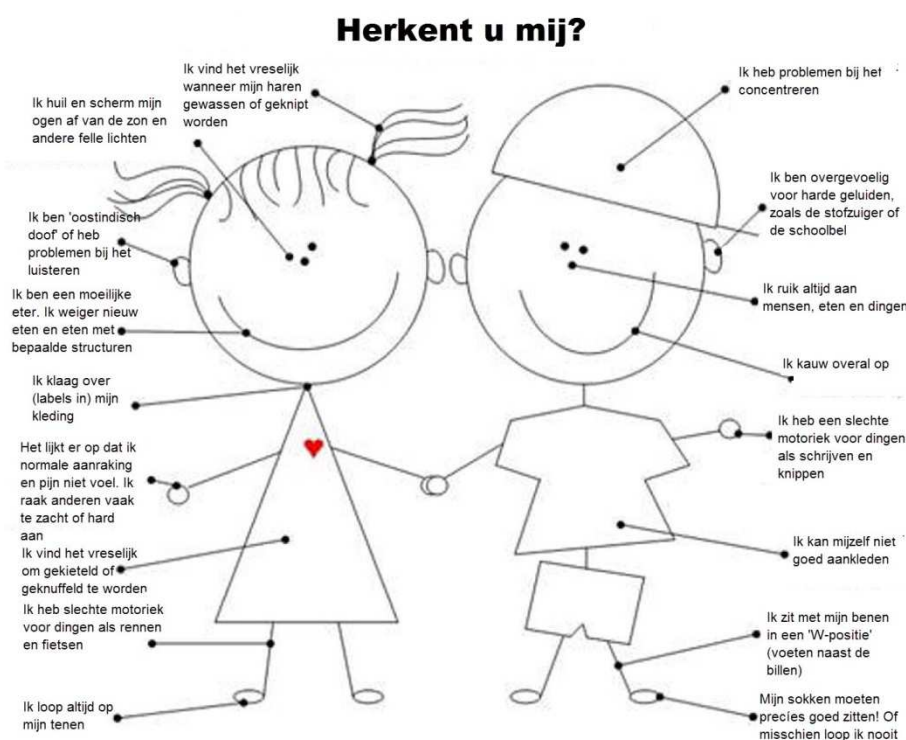 Herkent u mij?
Ik vind het vreselijk
wanneer mijn haren
gewassen of geknipt
worden
Ik huil en scherm mijn
ogen af van de zon en
andere felle lichten
Ik ben 'oostindisch
doof' of heb
problemen bij het
luisteren
Ik ben een moeilijke
eter. Ik weiger nieuw
eten en eten met
bepaalde structuren
Ik klaag over
(labels in) mijn
kleding
Het lijkt er op dat ik
normale aanraking
en pijn niet voel. Ik
raak anderen vaak
te zacht of hard
aan
Ik vind het vreselijk
om gekieteld of
geknuffeld te worden
Ik heb slechte motoriek
voor dingen als rennen
en fietsen
Ik loop altijd op
mijn tenen
Ik heb problemen bij het
concentreren
Ik ben overgevoelig
voor harde geluiden,
zoals de stofzuiger of
de schoolbel
Ik ruik altijd aan
mensen, eten en dingen
Ik kauw overal op
Ik heb een slechte
motoriek voor dingen
als schrijven en
knippen
Ik kan mijzelf niet
goed aankleden
Ik zit met mijn benen
in een 'W-positie'
(voeten naast de
billen)
Mijn sokken moeten
precíes goed zitten! Of
misschien loop ik nooit